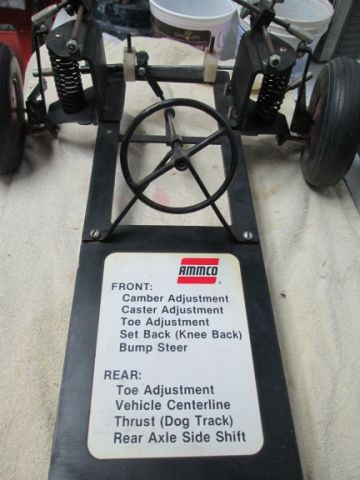 AMMCO
FRONT:
Camber Adjustment
Caster Adjustment
Toe Adjustment
Set Back (Knee Back)
Bump Steer
REAR:
Toe Adjustment
Vehicle Centerline
Thrust (Dog Track)
Rear Axle Side Shift